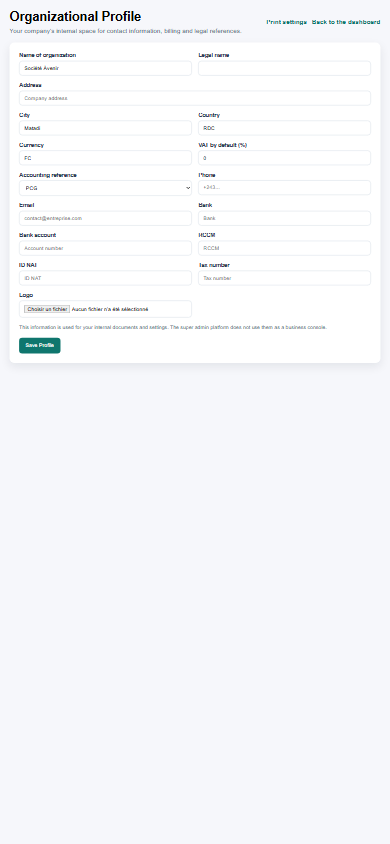 Organizational Profile
Your company's internal space for contact information, billing and legal references.
Print settings Back to the dashboard
Name of organization Legal name
Société Avenir
Address
Company address
City Country
Matadi RDC
Currency VAT by default (%)
FC 0
Accounting reference Phone
PCG +243...
Email Bank
contact@entreprise.com Bank
Bank account RCCM
Account number RCCM
ID NAT Tax number
ID NAT Tax number
Logo
Choisir un fichier Aucun fichier n'a été sélectionné
This information is used for your internal documents and settings. The super admin platform does not use them as a business console.
Save Profile